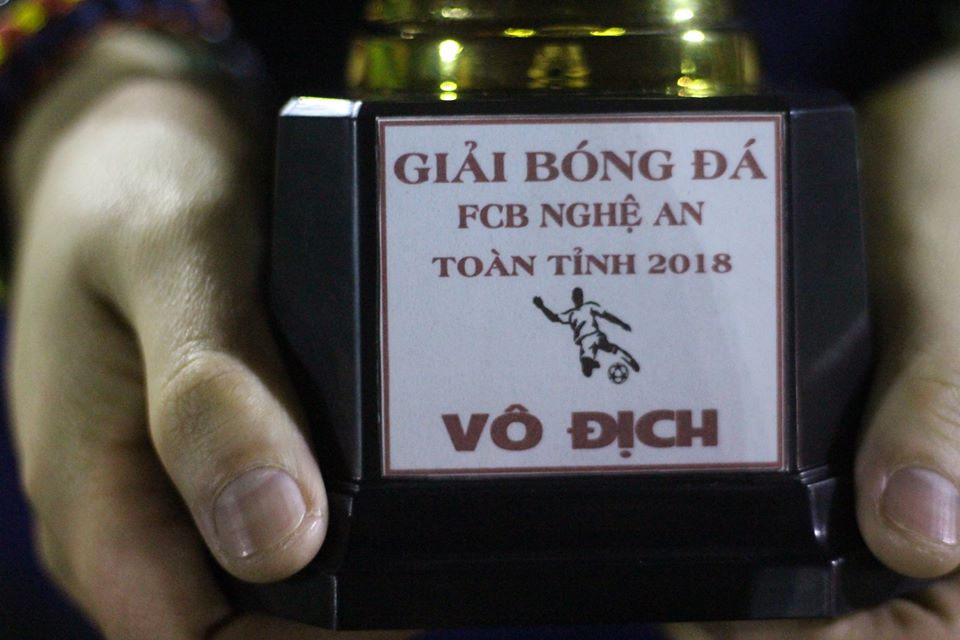 GIẢI BÓNG ĐÁ
FCB NGHỆ AN
TOÀN TỈNH 2018
VÔ ĐỊCH